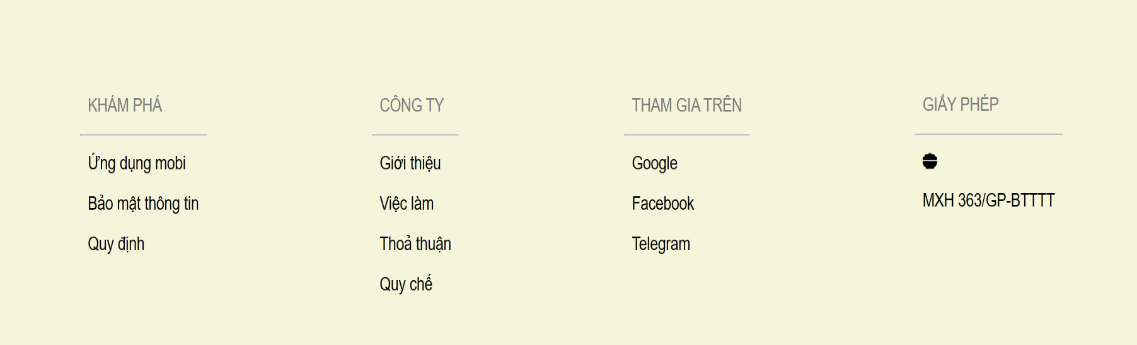 KHÁM PHÁ
Ứng dụng mobi
Bảo mật thông tin
Quy định
CÔNG TY
Giới thiệu
Việc làm
Thoả thuận
Quy chế
THAM GIA TRÊN
Google
Facebook
Telegram
GIẤY PHÉP
MXH 363/GP-BTTTT